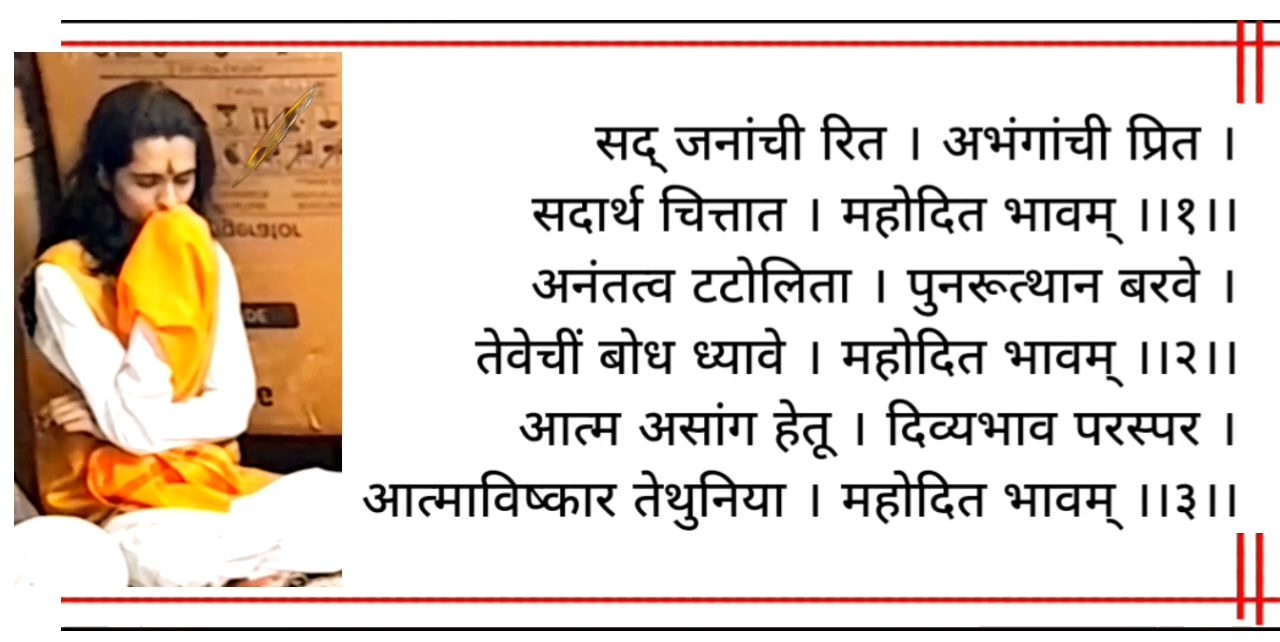 सद् जनांची रित । अभंगांची प्रित ।
सदार्थ चित्तात । महोदित भावम् ।।१।।
अनंतत्व टटोलिता । पुनरूत्थान बरवे ।
तेवेचीं बोध ध्यावे । महोदित भावम् ।।२।।
आत्म असांग हेतू । दिव्यभाव परस्पर ।
आत्माविष्कार तेथुनिया । महोदित भावम् ।।३।।